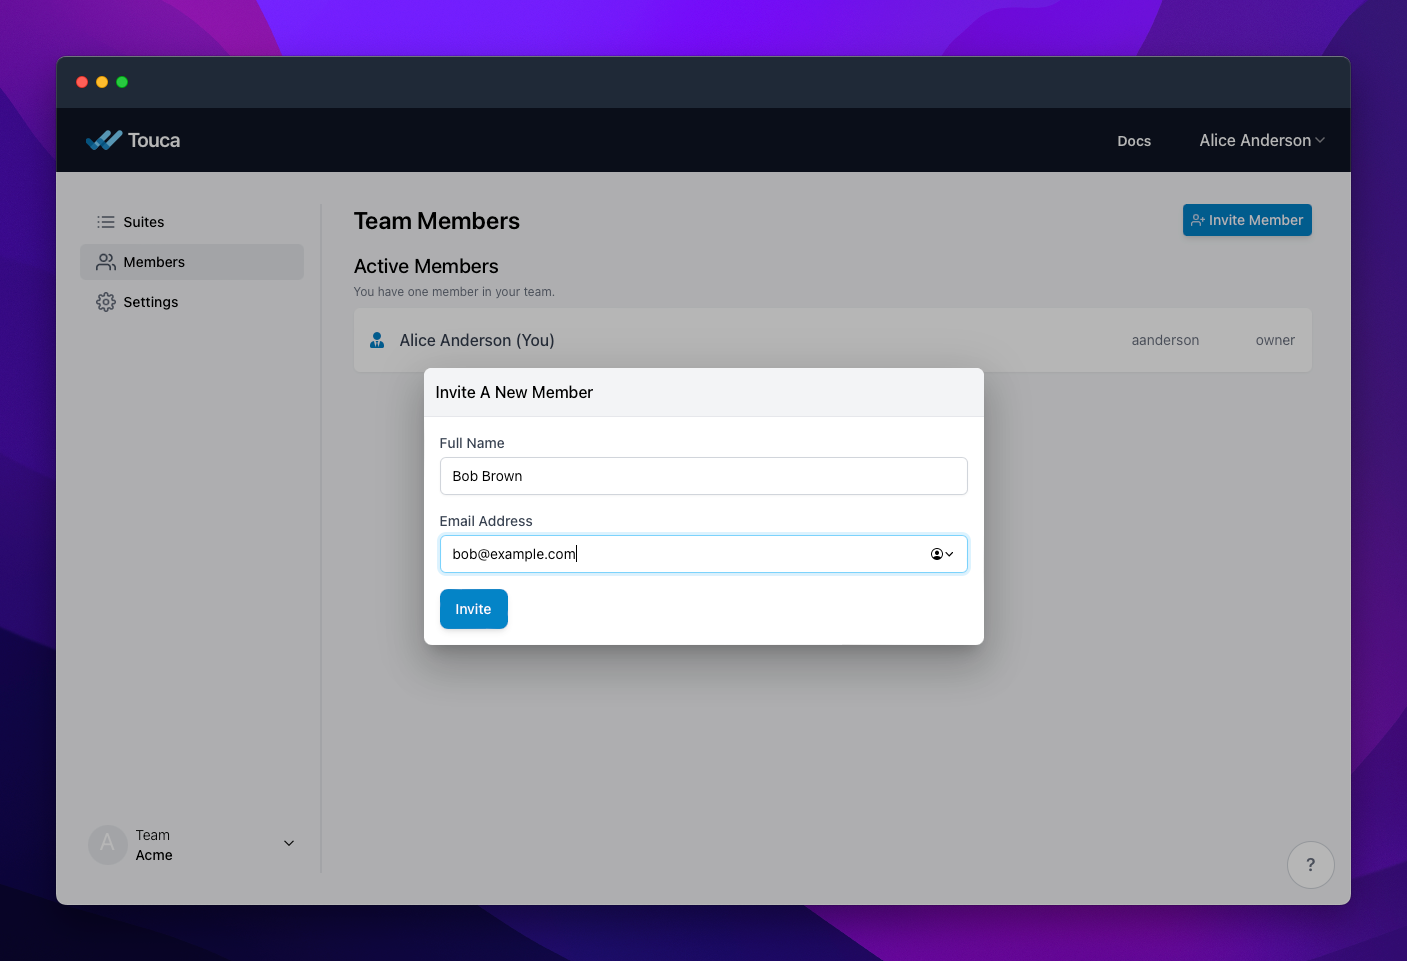 Touca
Docs
Alice Anderson
Suites
Members
Settings
Team Members
Invite Member
Active Members
You have one member in your team.
Alice Anderson (You)
aanderson
owner
Invite A New Member
Full Name
Bob Brown
Email Address
bob@example.com
Invite
A
Team
Acme
?